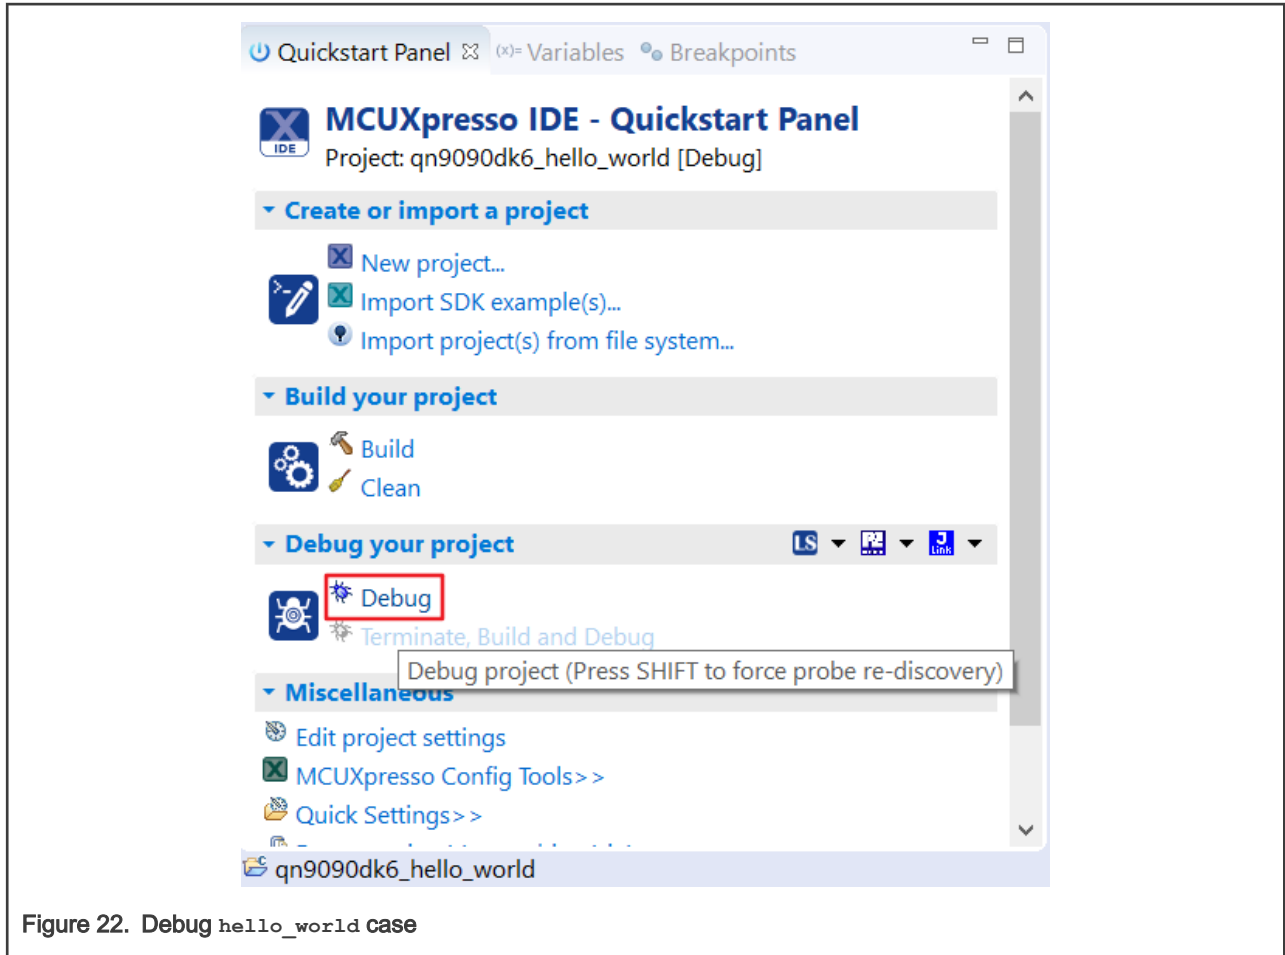 Quickstart Panel (x)= Variables Breakpoints
IDE
MCUXpresso IDE - Quickstart Panel
Project: qn9090dk6_hello_world [Debug]
Create or import a project
New project...
Import SDK example(s)...
Import project(s) from file system...
Build your project
Build
Clean
Debug your project LS PE J Link
Debug
Terminate, Build and Debug
Debug project (Press SHIFT to force probe re-discovery)
Miscellaneous
Edit project settings
MCUXpresso Config Tools>>
Quick Settings>>
qn9090dk6_hello_world
Figure 22. Debug hello_world case